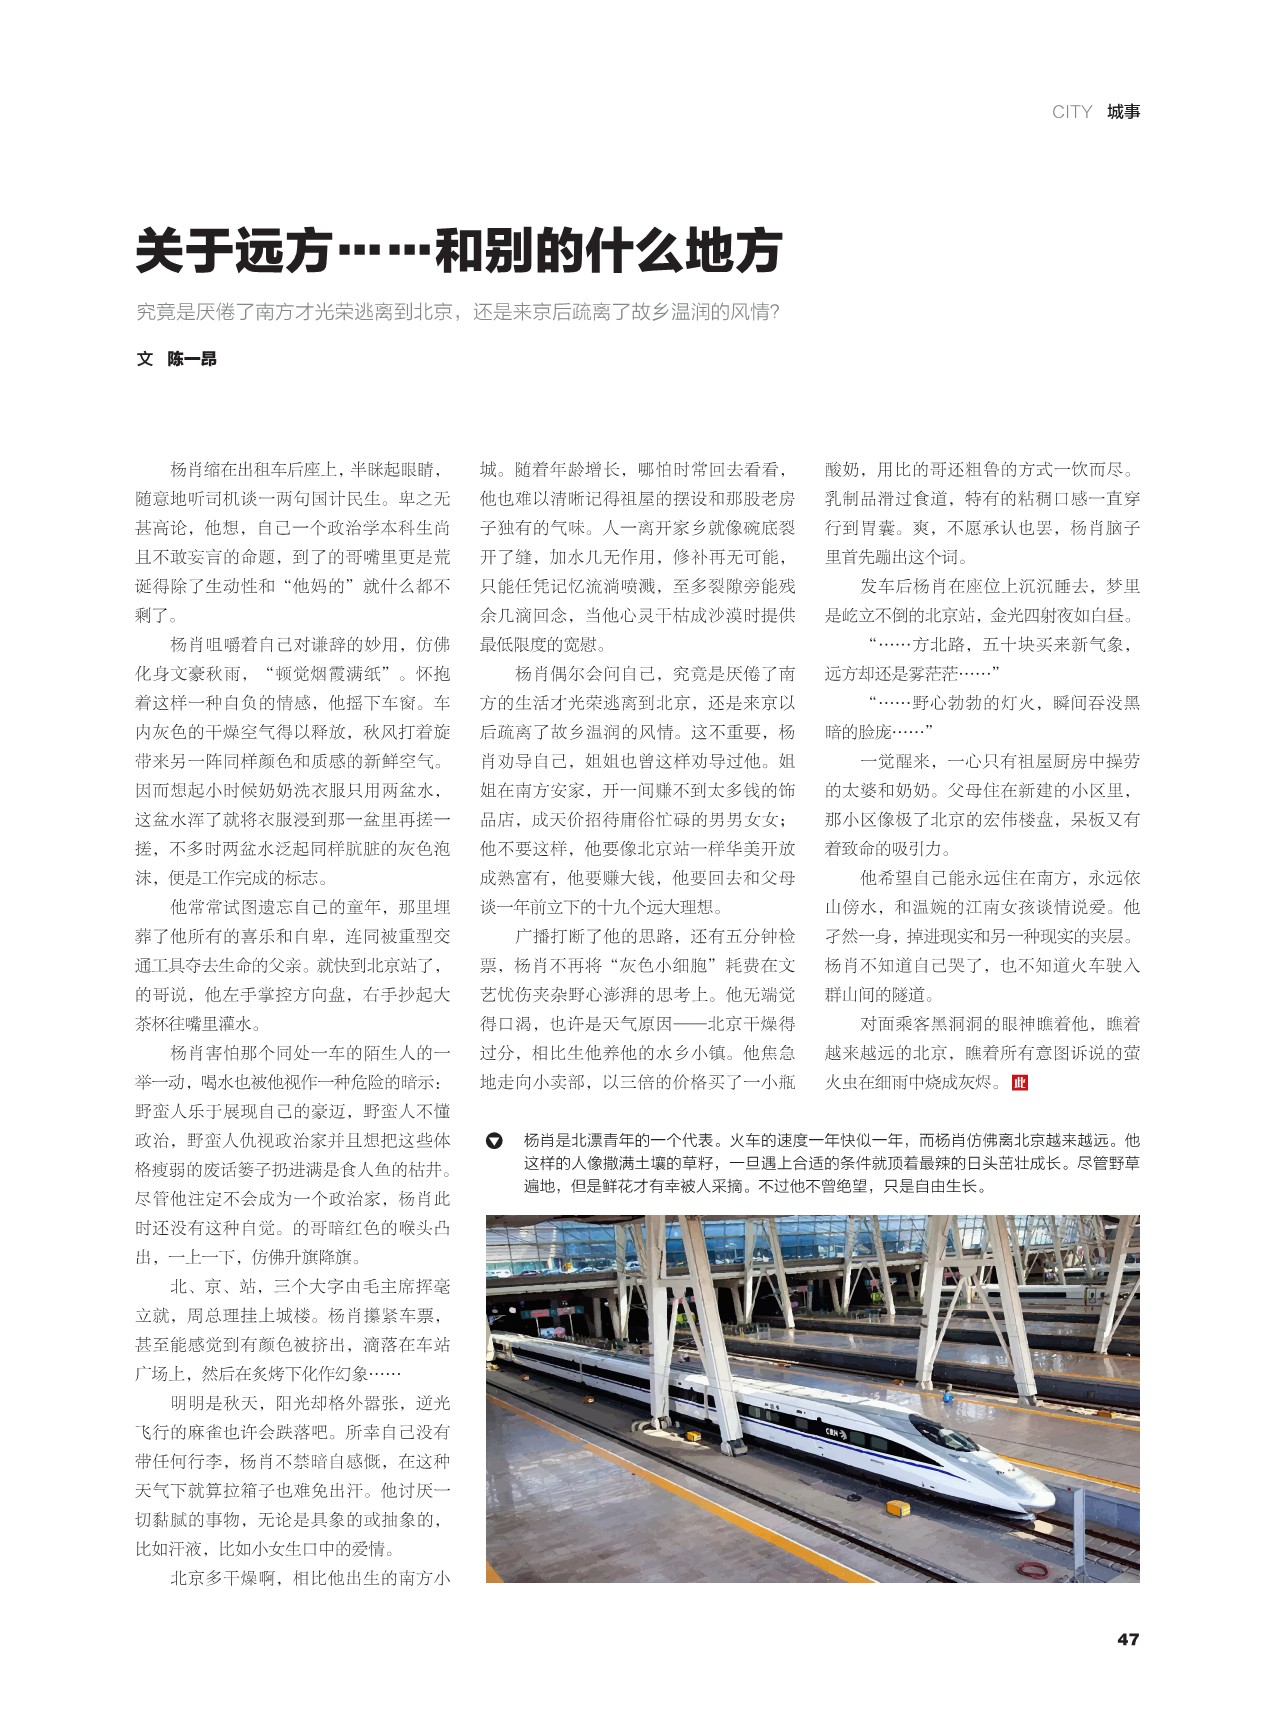 CITY 城事
关于远方……和别的什么地方
究竟是厌倦了南方才光荣逃离到北京，还是来京后疏离了故乡温润的风情？
文 陈一昂
杨肖缩在出租车后座上，半眯起眼睛，
随意地听司机谈一两句国计民生。卑之无
甚高论，他想，自己一个政治学本科生尚
且不敢妄言的命题，到了的哥嘴里更是荒
诞得除了生动性和“他妈的”就什么都不
剩了。
杨肖咀嚼着自己对谦辞的妙用，仿佛
化身文豪秋雨，“顿觉烟霞满纸”。怀抱
着这样一种自负的情感，他摇下车窗。车
内灰色的干燥空气得以释放，秋风打着旋
带来另一阵同样颜色和质感的新鲜空气。
因而想起小时候奶奶洗衣服只用两盆水，
这盆水浑了就将衣服浸到那一盆里再搓一
搓，不多时两盆水泛起同样肮脏的灰色泡
沫，便是工作完成的标志。
他常常试图遗忘自己的童年，那里埋
葬了他所有的喜乐和自卑，连同被重型交
通工具夺去生命的父亲。就快到北京站了，
的哥说，他左手掌控方向盘，右手抄起大
茶杯往嘴里灌水。
杨肖害怕那个同处一车的陌生人的一
举一动，喝水也被他视作一种危险的暗示：
野蛮人乐于展现自己的豪迈，野蛮人不懂
政治，野蛮人仇视政治家并且想把这些体
格瘦弱的废话篓子扔进满是食人鱼的枯井。
尽管他注定不会成为一个政治家，杨肖此
时还没有这种自觉。的哥暗红色的喉头凸
出，一上一下，仿佛升旗降旗。
北、京、站，三个大字由毛主席挥毫
立就，周总理挂上城楼。杨肖攥紧车票，
甚至能感觉到有颜色被挤出，滴落在车站
广场上，然后在炙烤下化作幻象……
明明是秋天，阳光却格外嚣张，逆光
飞行的麻雀也许会跌落吧。所幸自己没有
带任何行李，杨肖不禁暗自感慨，在这种
天气下就算拉箱子也难免出汗。他讨厌一
切黏腻的事物，无论是具象的或抽象的，
比如汗液，比如小女生口中的爱情。
北京多干燥啊，相比他出生的南方小
城。随着年龄增长，哪怕时常回去看看，
他也难以清晰记得祖屋的摆设和那股老房
子独有的气味。人一离开家乡就像碗底裂
开了缝，加水几无作用，修补再无可能，
只能任凭记忆流淌喷溅，至多裂隙旁能残
余几滴回念，当他心灵干枯成沙漠时提供
最低限度的宽慰。
杨肖偶尔会问自己，究竟是厌倦了南
方的生活才光荣逃离到北京，还是来京以
后疏离了故乡温润的风情。这不重要，杨
肖劝导自己，姐姐也曾这样劝导过他。姐
姐在南方安家，开一间赚不到太多钱的饰
品店，成天价招待庸俗忙碌的男男女女；
他不要这样，他要像北京站一样华美开放
成熟富有，他要赚大钱，他要回去和父母
谈一年前立下的十九个远大理想。
广播打断了他的思路，还有五分钟检
票，杨肖不再将“灰色小细胞”耗费在文
艺忧伤夹杂野心澎湃的思考上。他无端觉
得口渴，也许是天气原因——北京干燥得
过分，相比生他养他的水乡小镇。他焦急
地走向小卖部，以三倍的价格买了一小瓶
酸奶，用比的哥还粗鲁的方式一饮而尽。
乳制品滑过食道，特有的粘稠口感一直穿
行到胃囊。爽，不愿承认也罢，杨肖脑子
里首先蹦出这个词。
发车后杨肖在座位上沉沉睡去，梦里
是屹立不倒的北京站，金光四射夜如白昼。
“……方北路，五十块买来新气象，
远方却还是雾茫茫……”
“……野心勃勃的灯火，瞬间吞没黑
暗的脸庞……”
一觉醒来，一心只有祖屋厨房中操劳
的太婆和奶奶。父母住在新建的小区里，
那小区像极了北京的宏伟楼盘，呆板又有
着致命的吸引力。
他希望自己能永远住在南方，永远依
山傍水，和温婉的江南女孩谈情说爱。他
孑然一身，掉进现实和另一种现实的夹层。
杨肖不知道自己哭了，也不知道火车驶入
群山间的隧道。
对面乘客黑洞洞的眼神瞧着他，瞧着
越来越远的北京，瞧着所有意图诉说的萤
火虫在细雨中烧成灰烬。此
杨肖是北漂青年的一个代表。火车的速度一年快似一年，而杨肖仿佛离北京越来越远。他
这样的人像撒满土壤的草籽，一旦遇上合适的条件就顶着最辣的日头茁壮成长。尽管野草
遍地，但是鲜花才有幸被人采摘。不过他不曾绝望，只是自由生长。
CRH
47